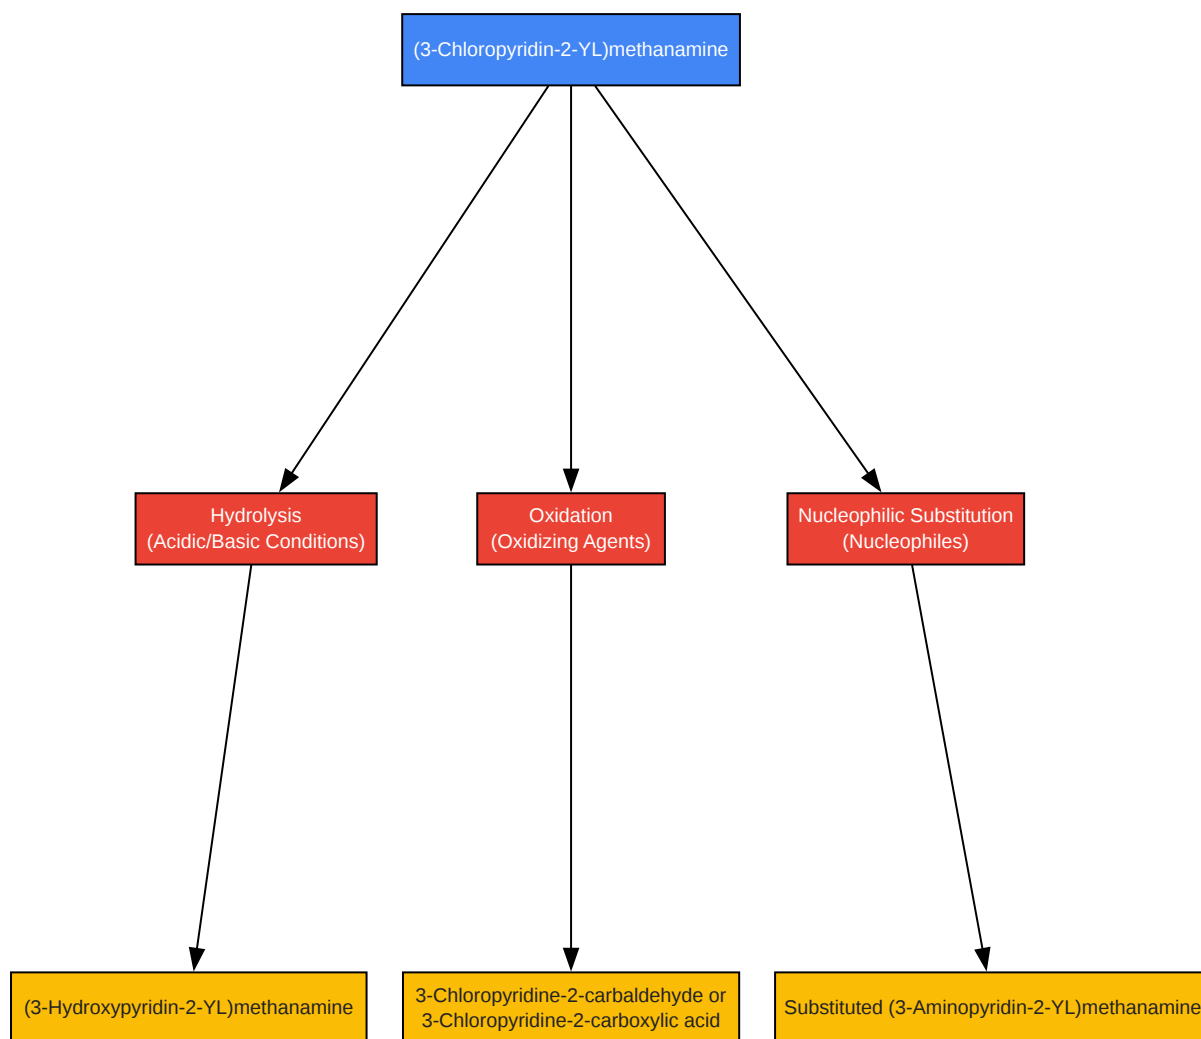 (3-Chloropyridin-2-YL)methanamine
Hydrolysis
(Acidic/Basic Conditions)
Oxidation
(Oxidizing Agents)
Nucleophilic Substitution
(Nucleophiles)
(3-Hydroxypyridin-2-YL)methanamine
3-Chloropyridine-2-carbaldehyde or
3-Chloropyridine-2-carboxylic acid
Substituted (3-Aminopyridin-2-YL)methanamine